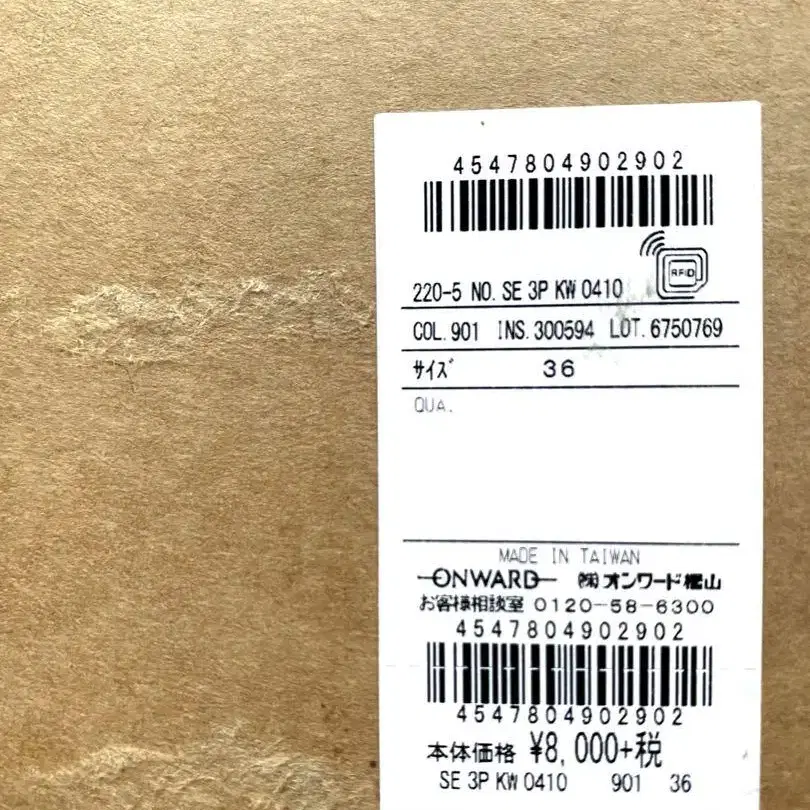 4547804902902
RFID
220-5 NO. SE 3P KW 0410
COL. 901 INS. 300594 LOT. 6750769
サイズ 36
QUA.
MADE IN TAIWAN
ONWARD ㈱オンワード樫山
お客様相談室 0120-58-6300
4547804902902
4547804902902
本体価格 ¥8,000+税
SE 3P KW 0410 901 36